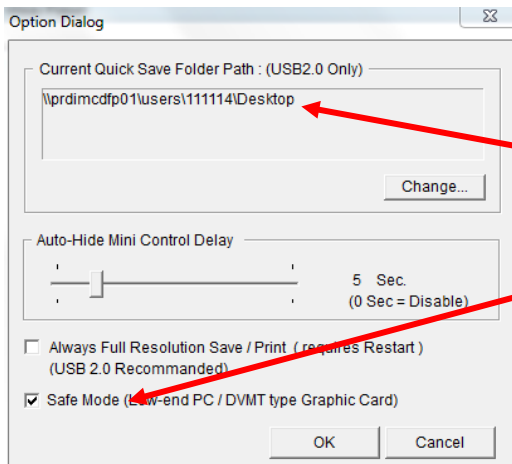 Option Dialog
Current Quick Save Folder Path : (USB2.0 Only)
\\prdimcdfp01\users\111114\Desktop
Change...
Auto-Hide Mini Control Delay
5 Sec.
(0 Sec = Disable)
Always Full Resolution Save / Print ( requires Restart )
(USB 2.0 Recommanded)
Safe Mode (Low-end PC / DVMT type Graphic Card)
OK Cancel